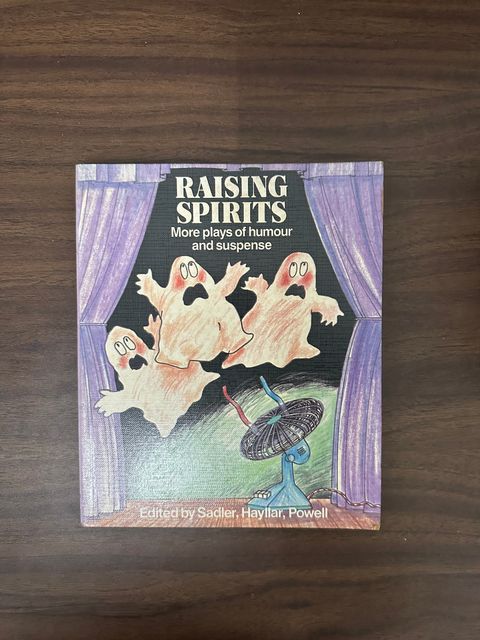 RAISING
SPIRITS
More plays of humour
and suspense
Edited by Sadler, Hayllar, Powell